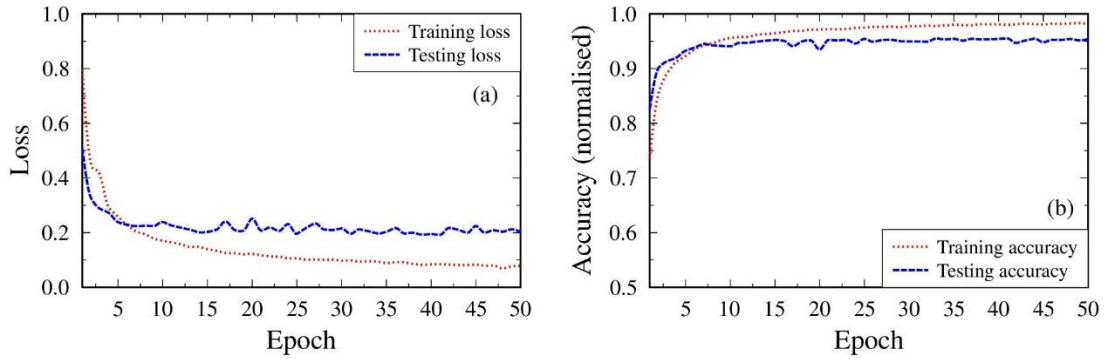 1.0
0.8
0.6
0.4
0.2
0.0
Loss
Training loss
Testing loss
(a)
5 10 15 20 25 30 35 40 45 50
Epoch
1.0
0.9
0.8
0.7
0.6
0.5
Accuracy (normalised)
(b)
Training accuracy
Testing accuracy
5 10 15 20 25 30 35 40 45 50
Epoch